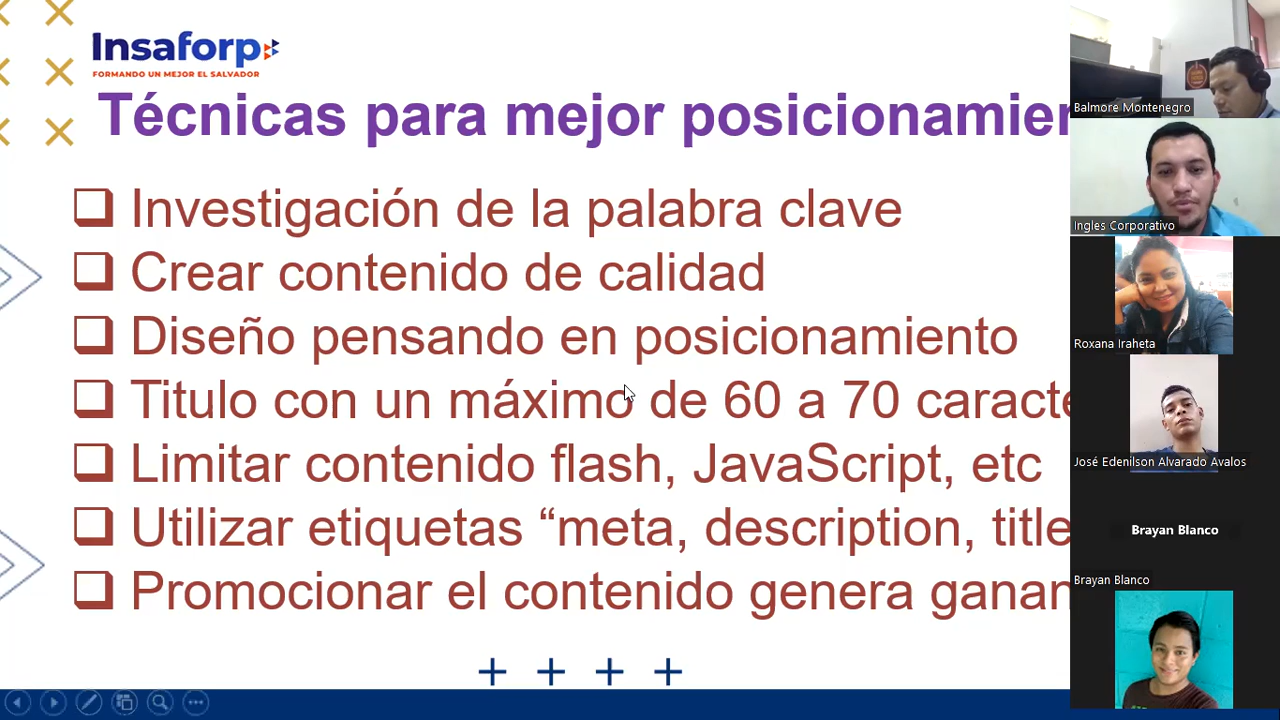 Insaforp
FORMANDO UN MEJOR EL SALVADOR
Técnicas para mejor posicionamien
Investigación de la palabra clave
Crear contenido de calidad
Diseño pensando en posicionamiento
Titulo con un máximo de 60 a 70 caracte
Limitar contenido flash, JavaScript, etc
Utilizar etiquetas “meta, description, title
Promocionar el contenido genera ganan
Balmore Montenegro
Ingles Corporativo
Roxana Iraheta
José Edenilson Alvarado Avalos
Brayan Blanco
Brayan Blanco